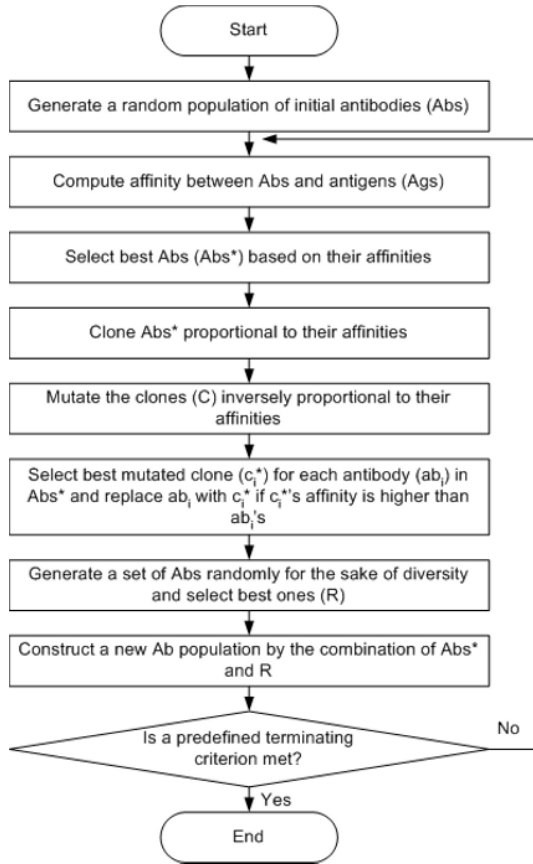 Start
Generate a random population of initial antibodies (Abs)
Compute affinity between Abs and antigens (Ags)
Select best Abs (Abs*) based on their affinities
Clone Abs* proportional to their affinities
Mutate the clones (C) inversely proportional to their
affinities
Select best mutated clone (cᵢ*) for each antibody (abᵢ) in
Abs* and replace abᵢ with cᵢ* if cᵢ*'s affinity is higher than
abᵢ's
Generate a set of Abs randomly for the sake of diversity
and select best ones (R)
Construct a new Ab population by the combination of Abs*
and R
Is a predefined terminating
criterion met?
No
Yes
End